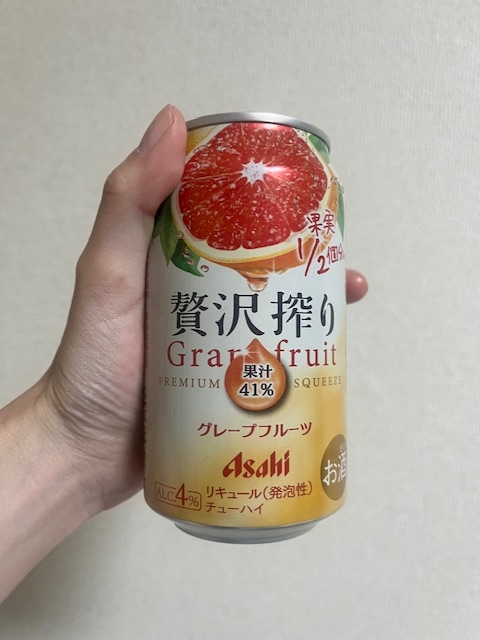 果実
1/2個分
贅沢搾り
Grapefruit
PREMIUM SQUEEZE
果汁
41%
グレープフルーツ
Asahi
お酒
ALC.4%
リキュール(発泡性)
チューハイ